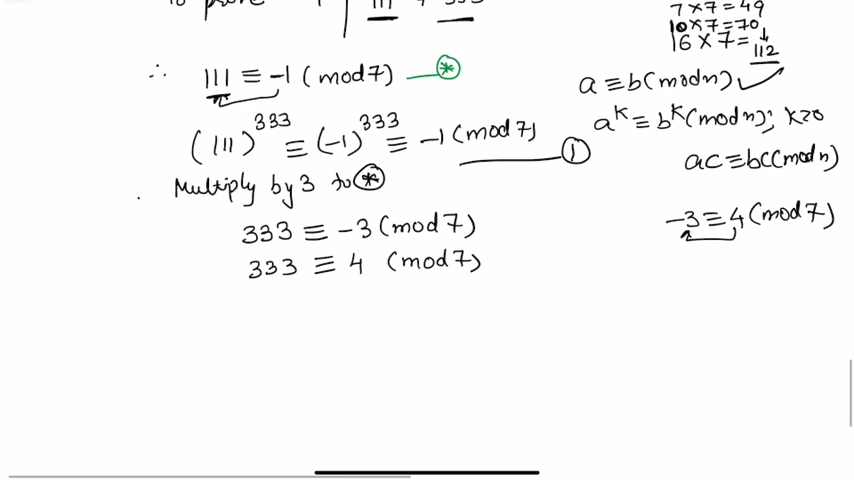 7 × 7 = 49
10 × 7 = 70
16 × 7 = 112
∴ 111 ≡ -1 (mod 7) — *
a ≡ b (mod n)
(111)^333 ≡ (-1)^333 ≡ -1 (mod 7) — 1
a^k ≡ b^k (mod n); k≥0
ac ≡ bc (mod n)
Multiply by 3 to *
333 ≡ -3 (mod 7)
-3 ≡ 4 (mod 7)
333 ≡ 4 (mod 7)